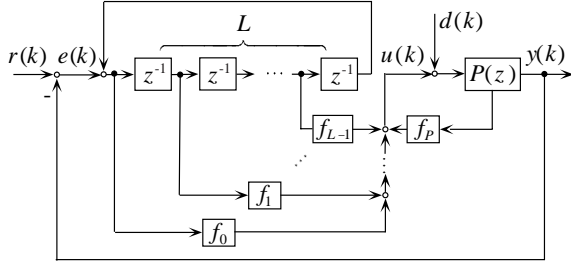 L
d(k)
r(k) e(k) u(k) y(k)
z⁻¹ z⁻¹ ⋯ z⁻¹ P(z)
-
f_{L-1} f_P
⋯
f_1
f_0